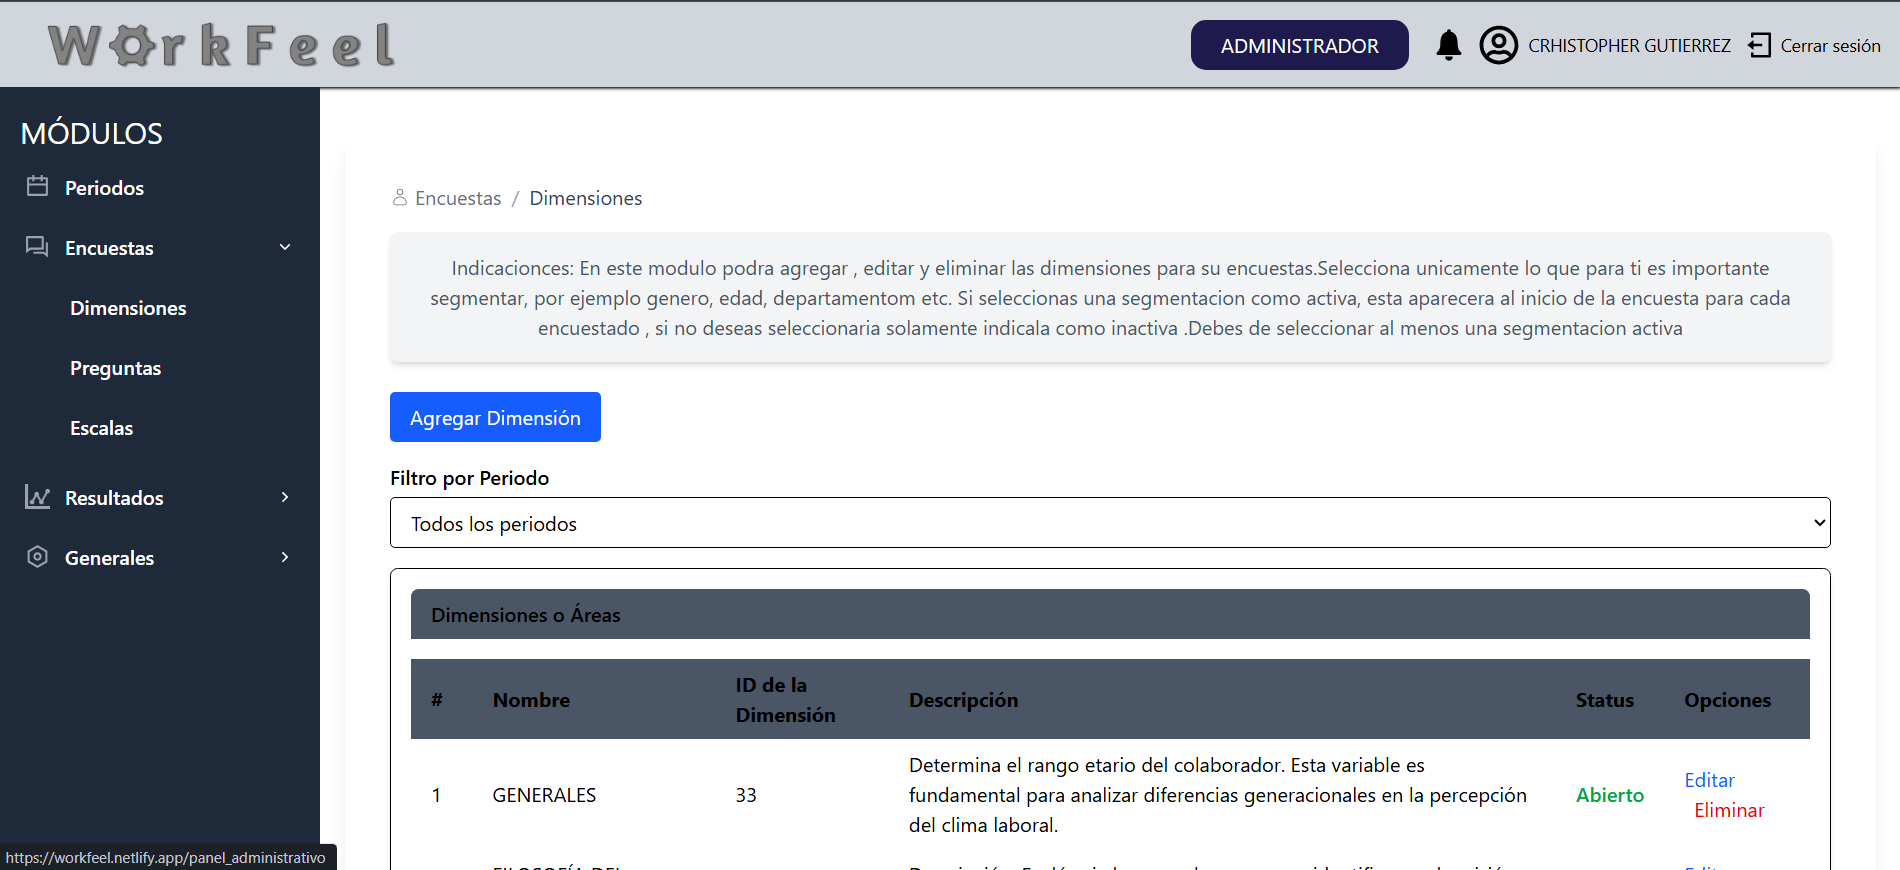 WorkFeel
ADMINISTRADOR
CRHISTOPHER GUTIERREZ
Cerrar sesión
MÓDULOS
Periodos
Encuestas
Dimensiones
Preguntas
Escalas
Resultados
Generales
Encuestas / Dimensiones
Indicacionces: En este modulo podra agregar , editar y eliminar las dimensiones para su encuestas.Selecciona unicamente lo que para ti es importante
segmentar, por ejemplo genero, edad, departamentom etc. Si seleccionas una segmentacion como activa, esta aparecera al inicio de la encuesta para cada
encuestado , si no deseas seleccionaria solamente indicala como inactiva .Debes de seleccionar al menos una segmentacion activa
Agregar Dimensión
Filtro por Periodo
Todos los periodos
Dimensiones o Áreas
#
Nombre
ID de la
Dimensión
Descripción
Status
Opciones
1
GENERALES
33
Determina el rango etario del colaborador. Esta variable es
fundamental para analizar diferencias generacionales en la percepción
del clima laboral.
Abierto
Editar
Eliminar
https://workfeel.netlify.app/panel_administrativo